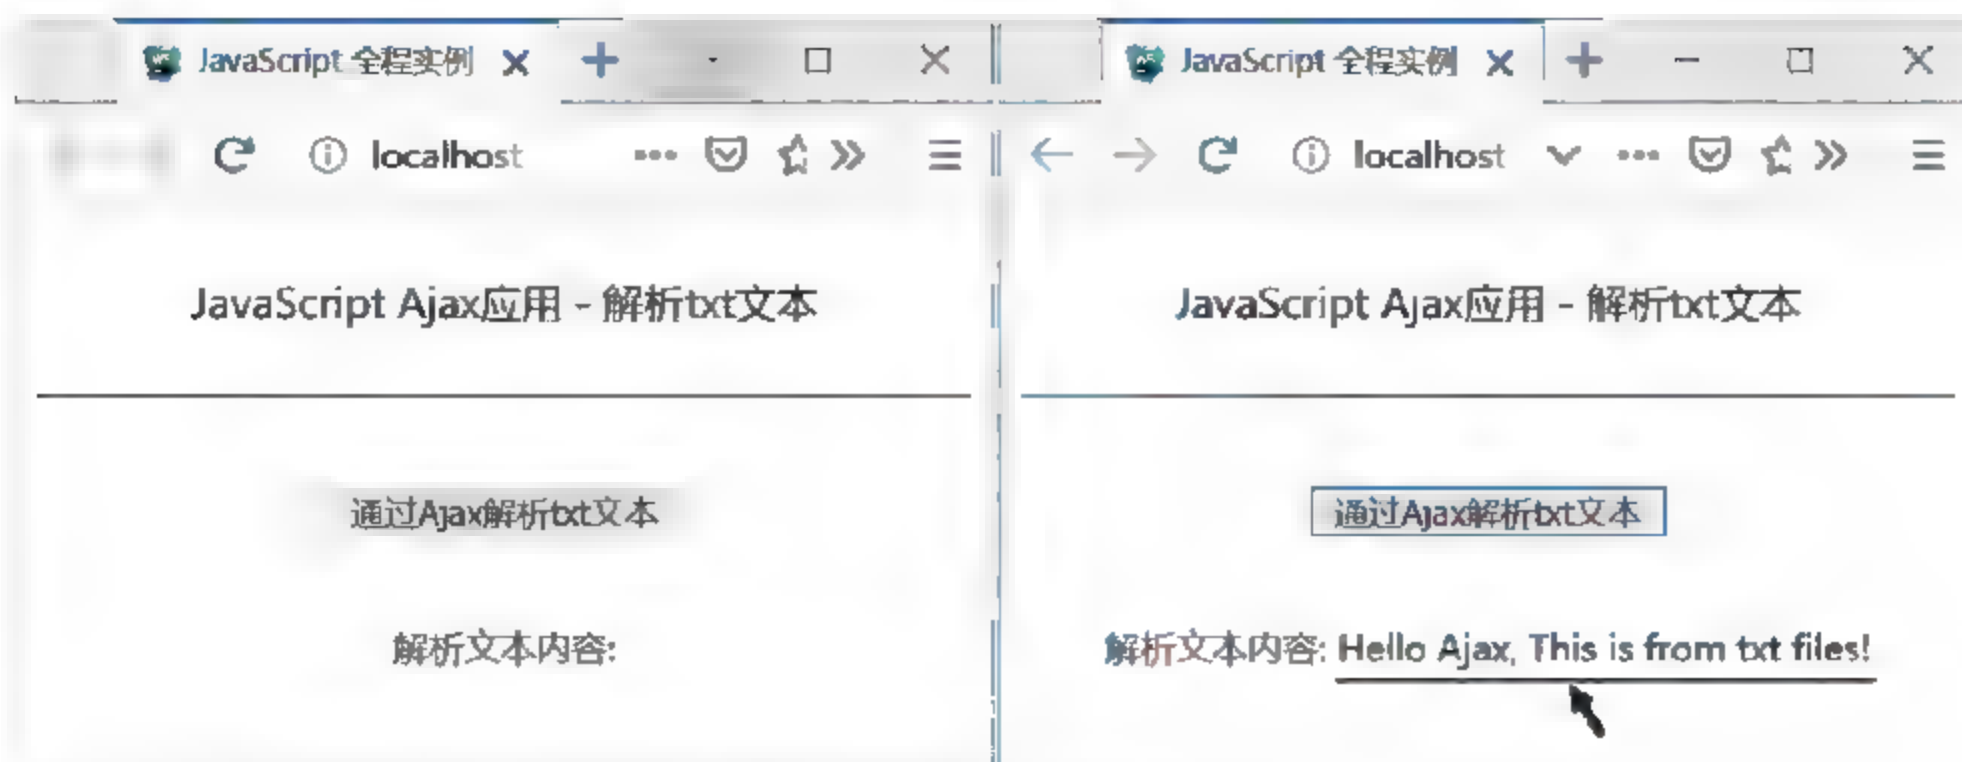 JavaScript 全程实例
localhost
JavaScript Ajax应用 - 解析txt文本
通过Ajax解析txt文本
解析文本内容:
JavaScript 全程实例
localhost
JavaScript Ajax应用 - 解析txt文本
通过Ajax解析txt文本
解析文本内容: Hello Ajax, This is from txt files!